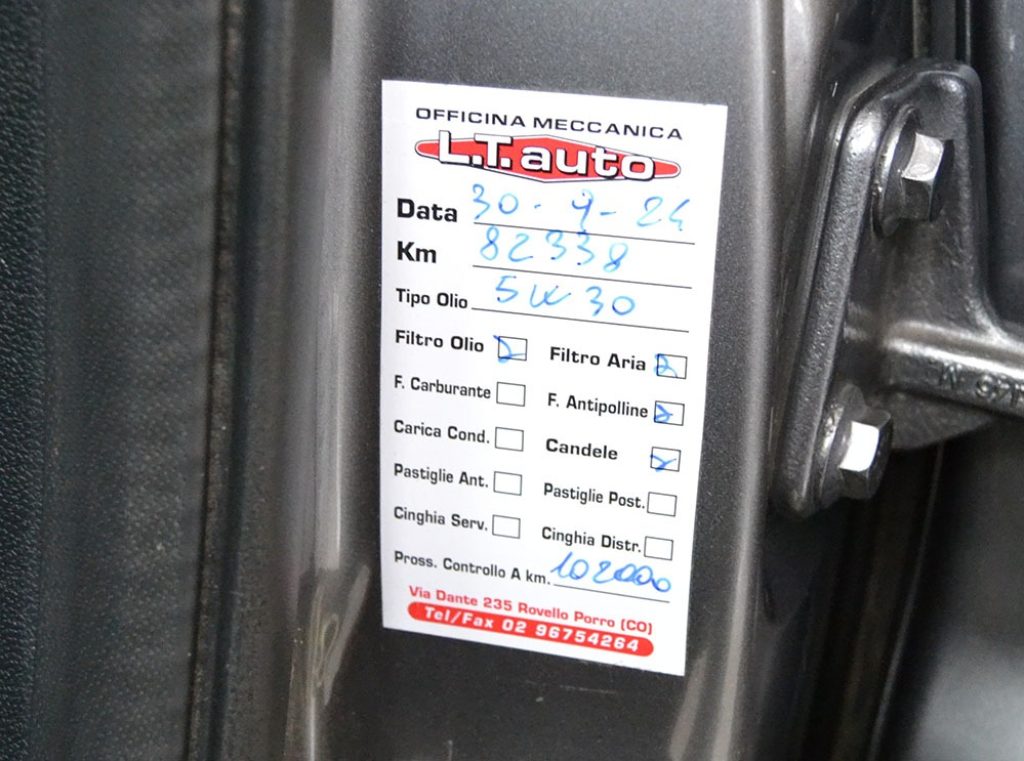 OFFICINA MECCANICA
L.T. auto
Data 30-9-24
Km 82338
Tipo Olio 5W30
Filtro Olio Filtro Aria
F. Carburante F. Antipolline
Carica Cond. Candele
Pastiglie Ant. Pastiglie Post.
Cinghia Serv. Cinghia Distr.
Pross. Controllo A km. 102000
Via Dante 235 Rovello Porro (CO)
Tel/Fax 02 96754264